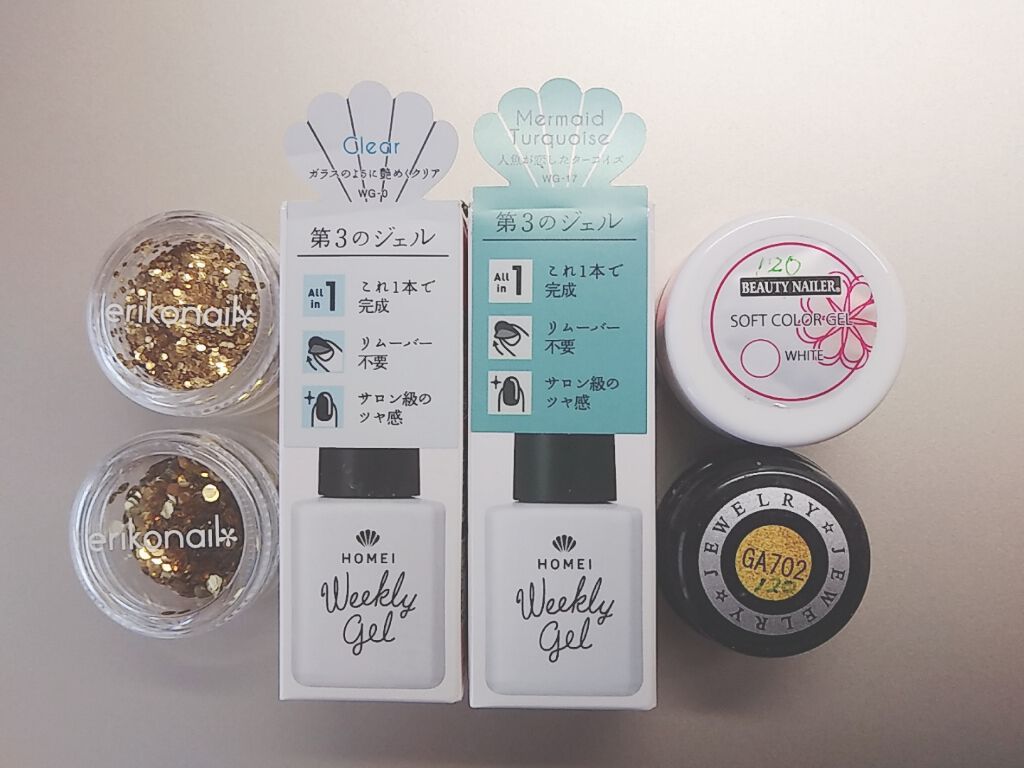 Clear
ガラスのように艶めくクリア
WG-0
第3のジェル
All in 1
これ1本で
完成
リムーバー
不要
サロン級の
ツヤ感
HOMEI
Weekly
Gel
Mermaid
Turquoise
人魚が恋したターコイズ
WG-17
第3のジェル
All in 1
これ1本で
完成
リムーバー
不要
サロン級の
ツヤ感
HOMEI
Weekly
Gel
erikonail
erikonail
120
BEAUTY NAILER
SOFT COLOR GEL
WHITE
JEWELRY★JEWELRY★
GA702
122